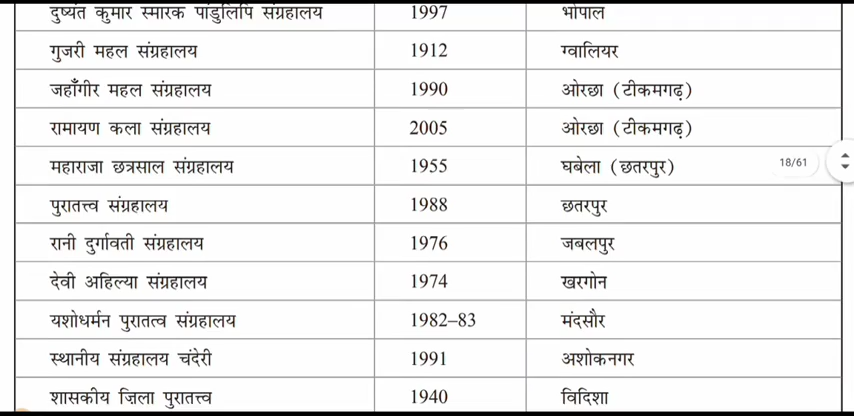 दुष्यंत कुमार स्मारक पांडुलिपि संग्रहालय 1997 भोपाल
गुजरी महल संग्रहालय 1912 ग्वालियर
जहाँगीर महल संग्रहालय 1990 ओरछा (टीकमगढ़)
रामायण कला संग्रहालय 2005 ओरछा (टीकमगढ़)
महाराजा छत्रसाल संग्रहालय 1955 घबेला (छतरपुर) 18/61
पुरातत्त्व संग्रहालय 1988 छतरपुर
रानी दुर्गावती संग्रहालय 1976 जबलपुर
देवी अहिल्या संग्रहालय 1974 खरगोन
यशोधर्मन पुरातत्व संग्रहालय 1982–83 मंदसौर
स्थानीय संग्रहालय चंदेरी 1991 अशोकनगर
शासकीय ज़िला पुरातत्त्व 1940 विदिशा